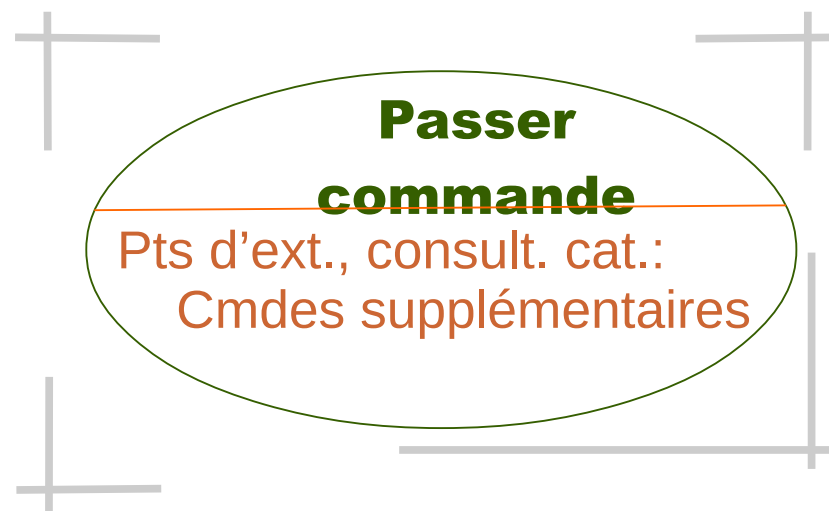 Passer
commande
Pts d’ext., consult. cat.:
Cmdes supplémentaires